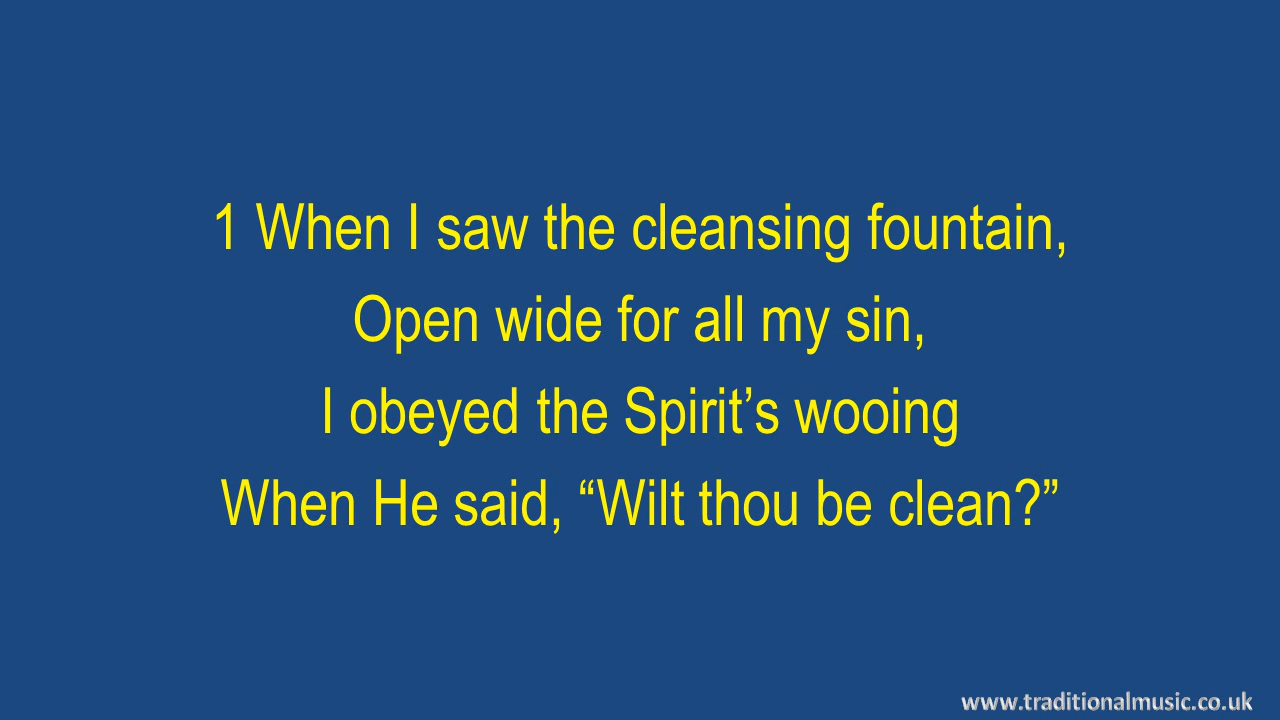 1 When I saw the cleansing fountain,
Open wide for all my sin,
I obeyed the Spirit’s wooing
When He said, “Wilt thou be clean?”
www.traditionalmusic.co.uk